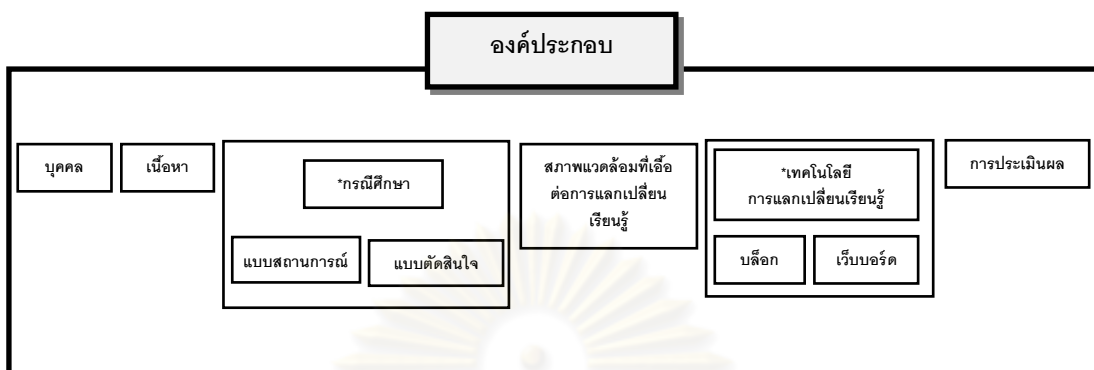 องค์ประกอบ
บุคคล
เนื้อหา
*กรณีศึกษา
แบบสถานการณ์
แบบตัดสินใจ
สภาพแวดล้อมที่เอื้อ
ต่อการแลกเปลี่ยน
เรียนรู้
*เทคโนโลยี
การแลกเปลี่ยนเรียนรู้
บล็อก
เว็บบอร์ด
การประเมินผล